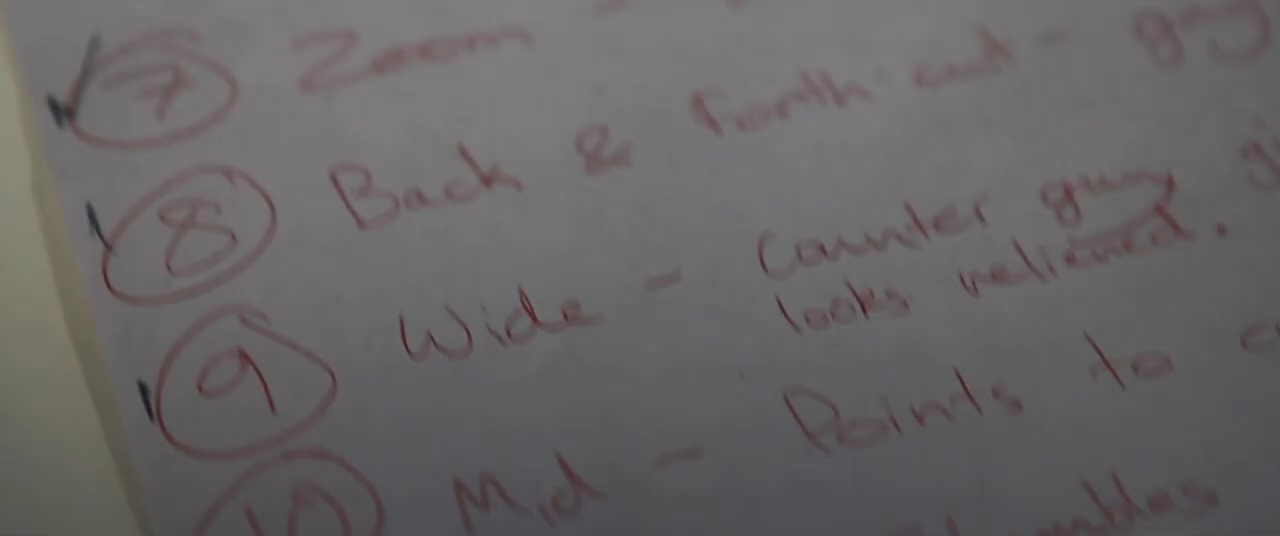 7 Zoom -
8 Back & forth cut - guy
9 Wide - Counter guy
looks relieved.
10 Mid - Points to